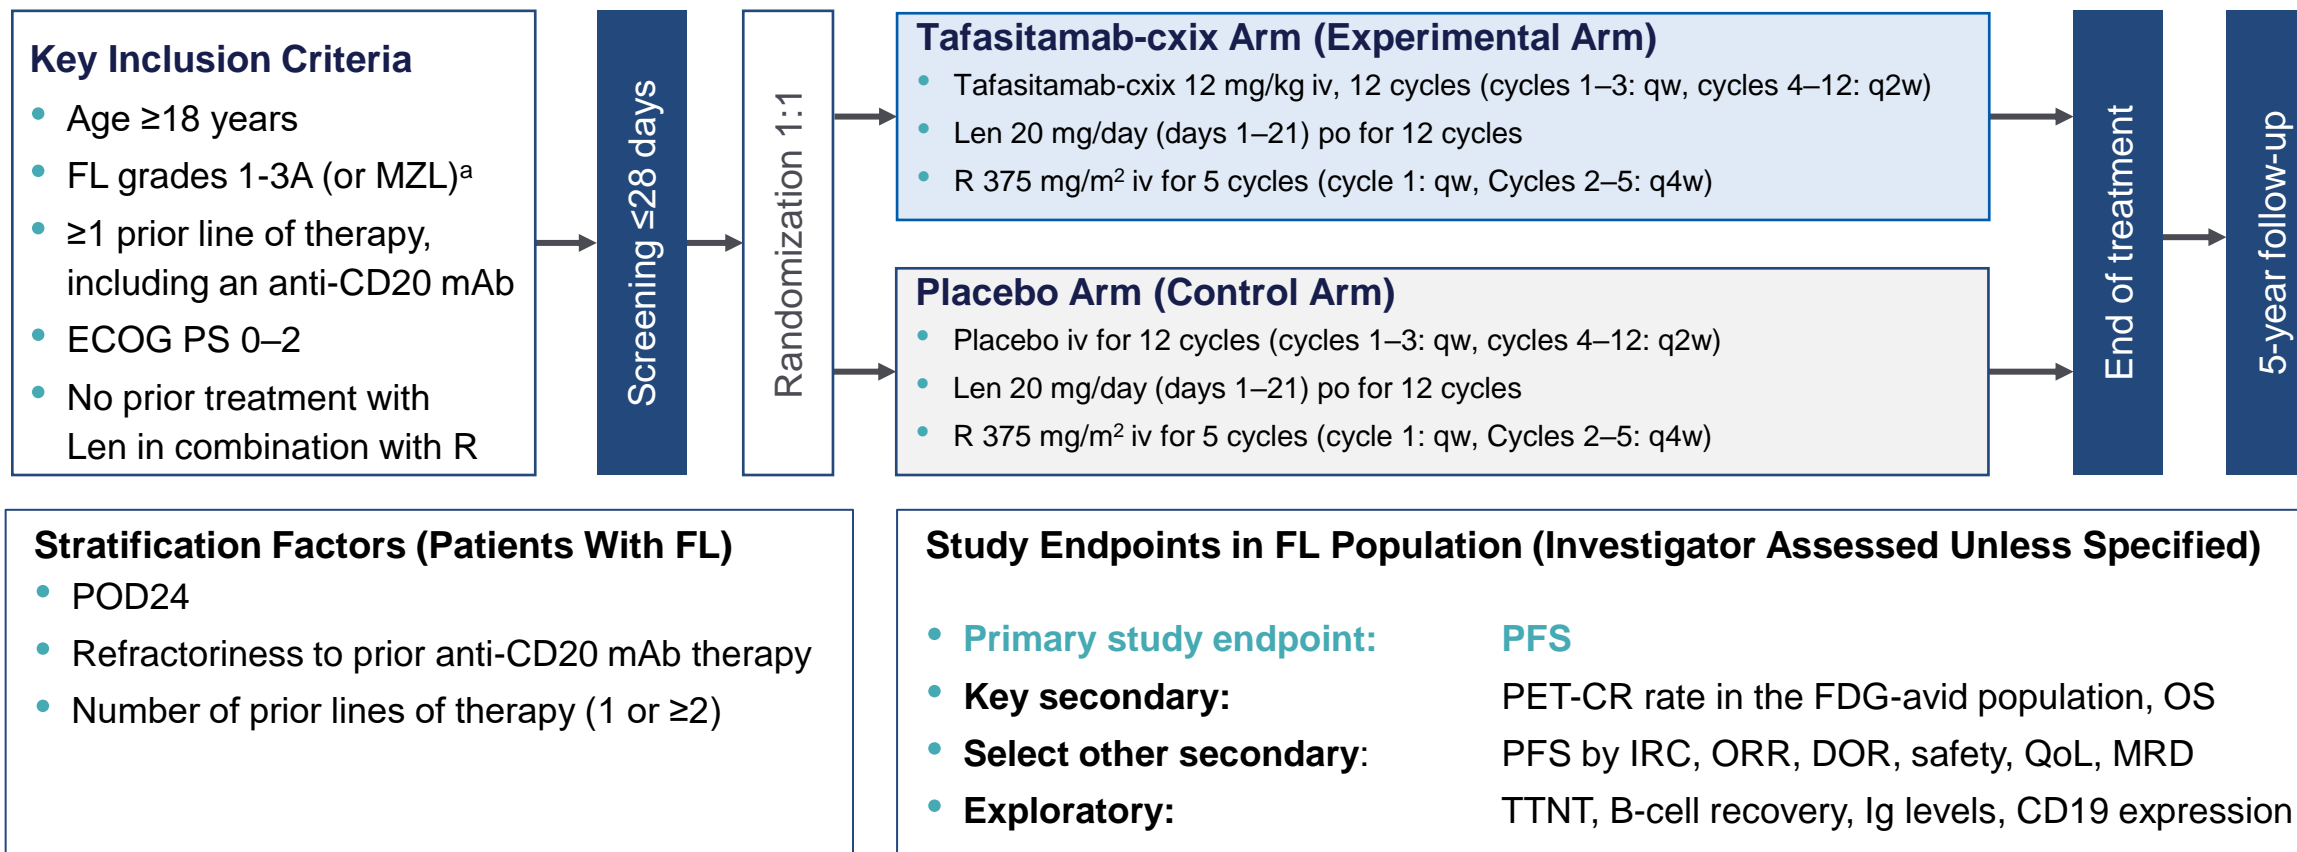 Key Inclusion Criteria
• Age ≥18 years
• FL grades 1-3A (or MZL)ᵃ
• ≥1 prior line of therapy,
including an anti-CD20 mAb
• ECOG PS 0–2
• No prior treatment with
Len in combination with R
Screening ≤28 days
Randomization 1:1
Tafasitamab-cxix Arm (Experimental Arm)
• Tafasitamab-cxix 12 mg/kg iv, 12 cycles (cycles 1–3: qw, cycles 4–12: q2w)
• Len 20 mg/day (days 1–21) po for 12 cycles
• R 375 mg/m² iv for 5 cycles (cycle 1: qw, Cycles 2–5: q4w)
Placebo Arm (Control Arm)
• Placebo iv for 12 cycles (cycles 1–3: qw, cycles 4–12: q2w)
• Len 20 mg/day (days 1–21) po for 12 cycles
• R 375 mg/m² iv for 5 cycles (cycle 1: qw, Cycles 2–5: q4w)
End of treatment
5-year follow-up
Stratification Factors (Patients With FL)
• POD24
• Refractoriness to prior anti-CD20 mAb therapy
• Number of prior lines of therapy (1 or ≥2)
Study Endpoints in FL Population (Investigator Assessed Unless Specified)
• Primary study endpoint: PFS
• Key secondary: PET-CR rate in the FDG-avid population, OS
• Select other secondary: PFS by IRC, ORR, DOR, safety, QoL, MRD
• Exploratory: TTNT, B-cell recovery, Ig levels, CD19 expression